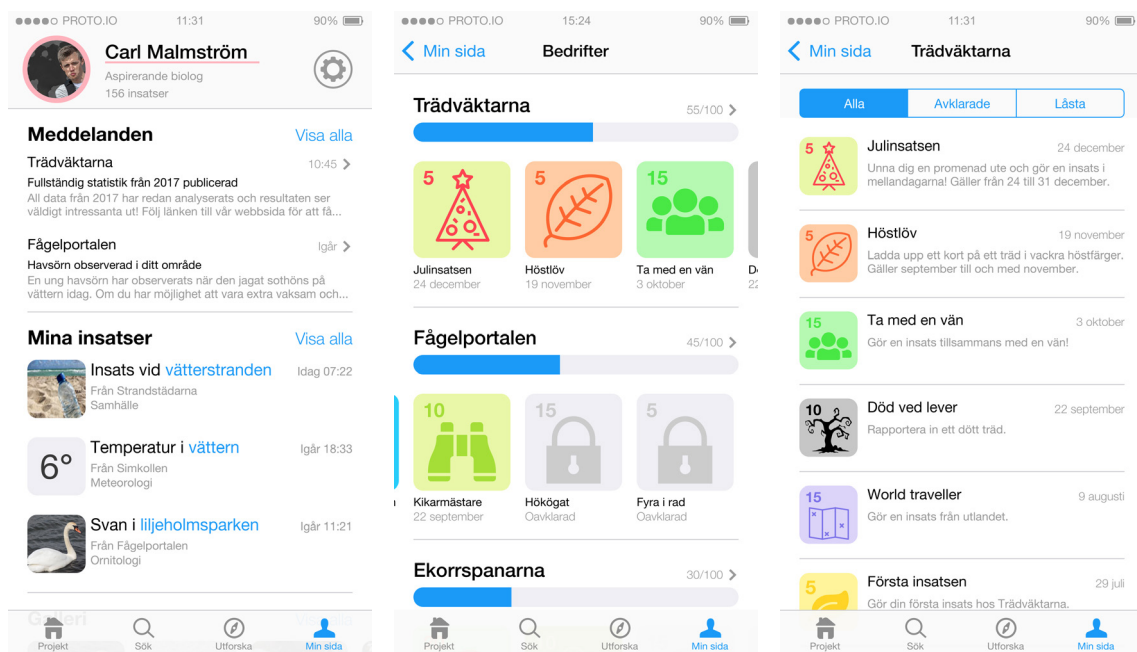 PROTO.IO 11:31 90%
Carl Malmström
Aspirerande biolog
156 insatser
Meddelanden Visa alla
Trädväktarna 10:45
Fullständig statistik från 2017 publicerad
All data från 2017 har redan analyserats och resultaten ser
väldigt intressanta ut! Följ länken till vår webbsida för att få...
Fågelportalen Igår
Havsörn observerad i ditt område
En ung havsörn har observerats när den jagat sothöns på
vättern idag. Om du har möjlighet att vara extra vaksam och...
Mina insatser Visa alla
Insats vid vätterstranden Idag 07:22
Från Strandstädarna
Samhälle
6° Temperatur i vättern Igår 18:33
Från Simkollen
Meteorologi
Svan i liljeholmsparken Igår 11:21
Från Fågelportalen
Ornitologi
Galleri Visa alla
Projekt Sök Utforska Min sida
PROTO.IO 15:24 90%
Min sida Bedrifter
Trädväktarna 55/100
5 5 15
Julinsatsen Höstlöv Ta med en vän
24 december 19 november 3 oktober
Fågelportalen 45/100
10 15 5
Kikarmästare Hökögat Fyra i rad
22 september Oavklarad Oavklarad
Ekorrspanarna 30/100
Projekt Sök Utforska Min sida
PROTO.IO 11:31 90%
Min sida Trädväktarna
Alla Avklarade Låsta
5 Julinsatsen 24 december
Unna dig en promenad ute och gör en insats i
mellandagarna! Gäller från 24 till 31 december.
5 Höstlöv 19 november
Ladda upp ett kort på ett träd i vackra höstfärger.
Gäller september till och med november.
15 Ta med en vän 3 oktober
Gör en insats tillsammans med en vän!
10 Död ved lever 22 september
Rapportera in ett dött träd.
15 World traveller 9 augusti
Gör en insats från utlandet.
5 Första insatsen 29 juli
Gör din första insats hos Trädväktarna.
Projekt Sök Utforska Min sida